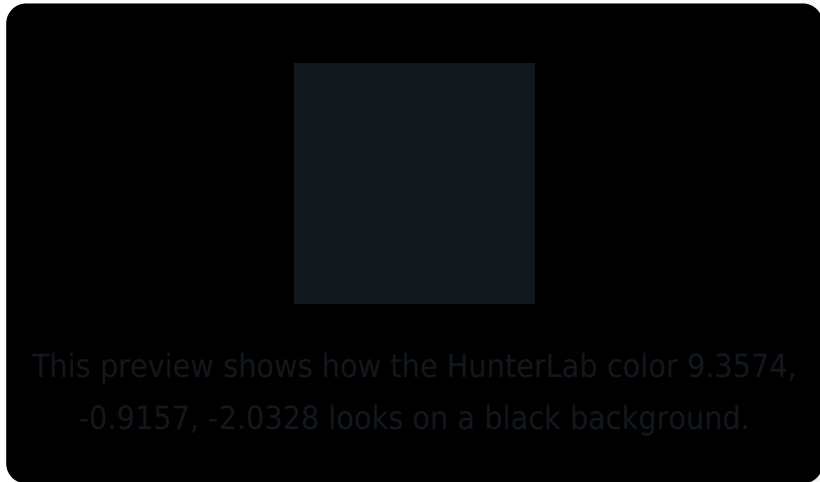 This preview shows how the HunterLab color 9.3574,
-0.9157, -2.0328 looks on a black background.